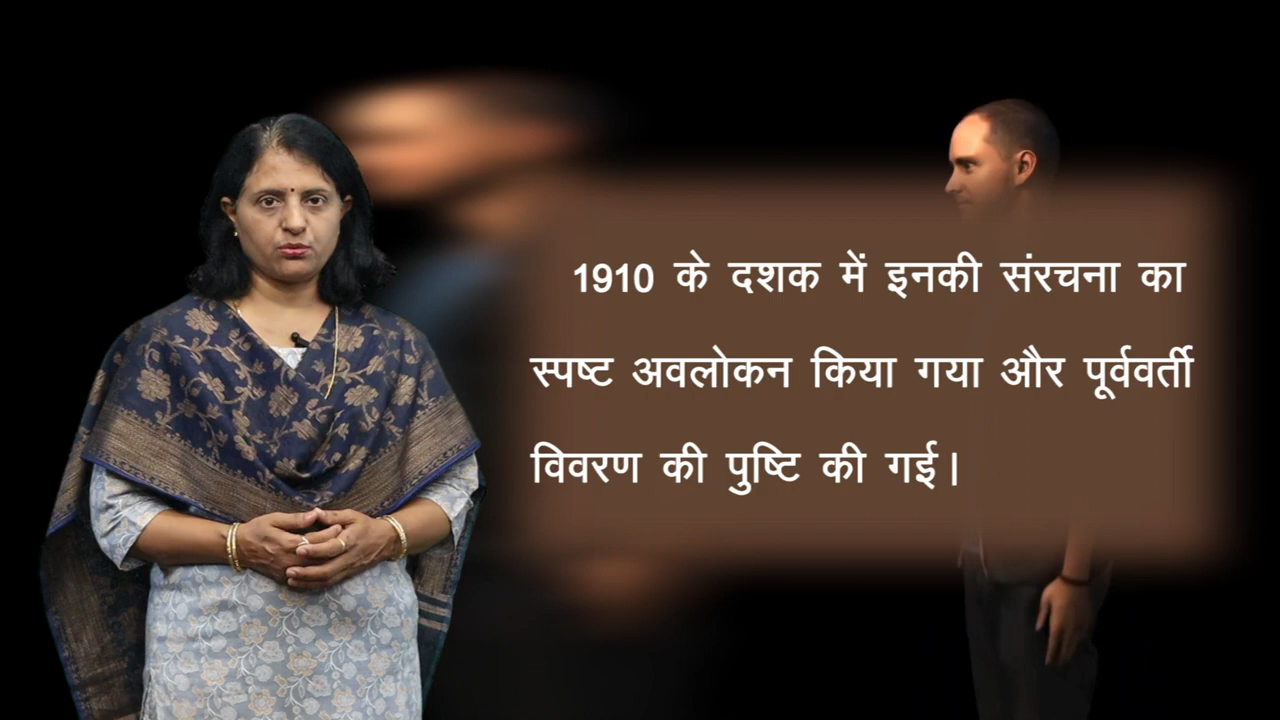 1910 के दशक में इनकी संरचना का
स्पष्ट अवलोकन किया गया और पूर्ववर्ती
विवरण की पुष्टि की गई।